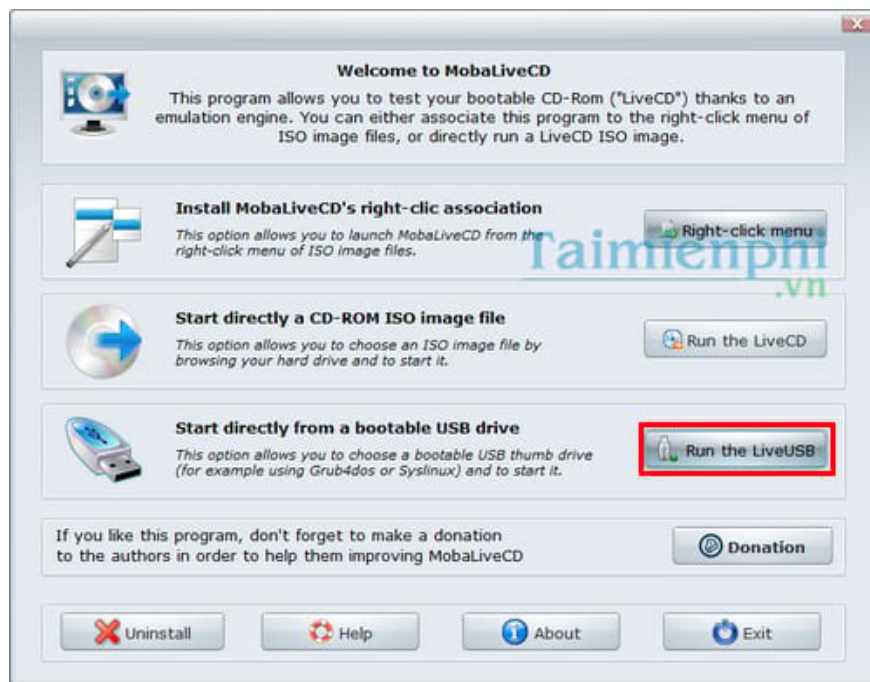 Welcome to MobaLiveCD
This program allows you to test your bootable CD-Rom ("LiveCD") thanks to an
emulation engine. You can either associate this program to the right-click menu of
ISO image files, or directly run a LiveCD ISO image.
Install MobaLiveCD's right-clic association
This option allows you to launch MobaLiveCD from the
right-click menu of ISO image files.
Right-click menu
Taimienphi
.vn
Start directly a CD-ROM ISO image file
This option allows you to choose an ISO image file by
browsing your hard drive and to start it.
Run the LiveCD
Start directly from a bootable USB drive
This option allows you to choose a bootable USB thumb drive
(for example using Grub4dos or Syslinux) and to start it.
Run the LiveUSB
If you like this program, don't forget to make a donation
to the authors in order to help them improving MobaLiveCD
Donation
Uninstall
Help
About
Exit